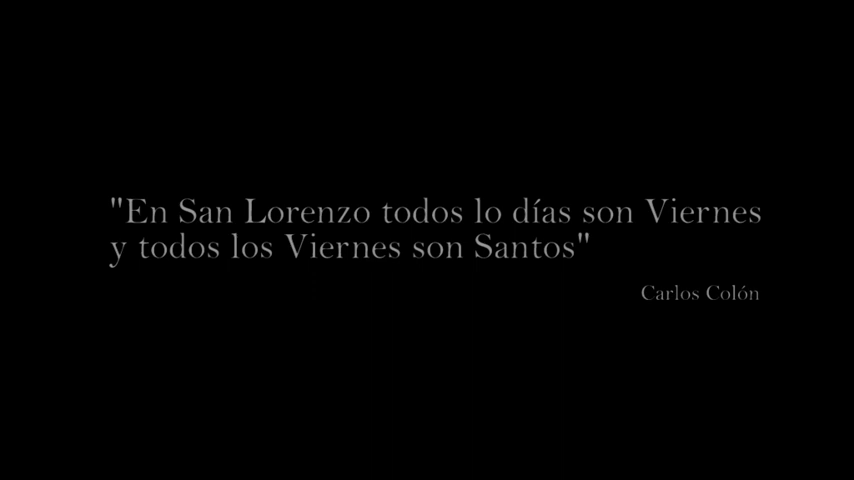 "En San Lorenzo todos lo días son Viernes
y todos los Viernes son Santos"
Carlos Colón